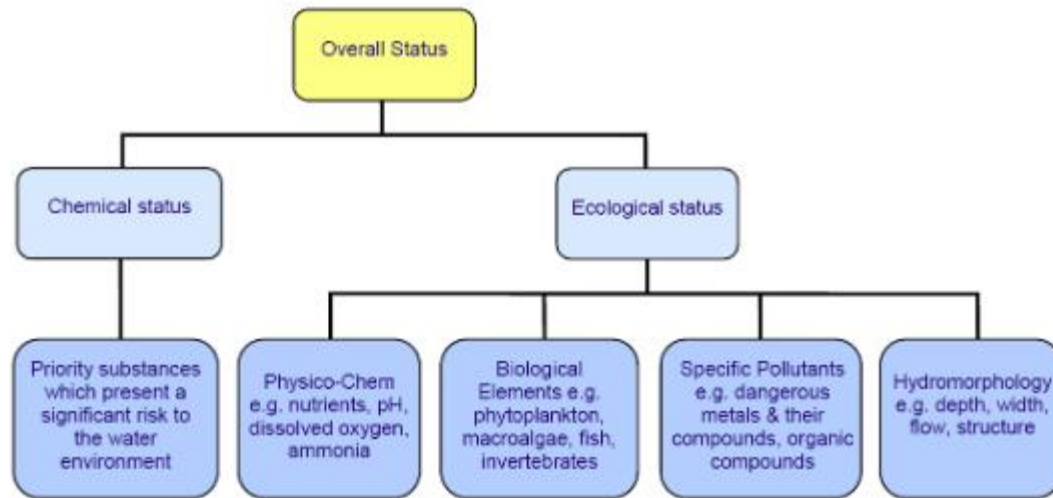 Overall Status
Chemical status
Ecological status
Priority substances
which present a
significant risk to
the water
environment
Physico-Chem
e.g. nutrients, pH,
dissolved oxygen,
ammonia
Biological
Elements e.g.
phytoplankton,
macroalgae, fish,
invertebrates
Specific Pollutants
e.g. dangerous
metals & their
compounds, organic
compounds
Hydromorphology
e.g. depth, width,
flow, structure